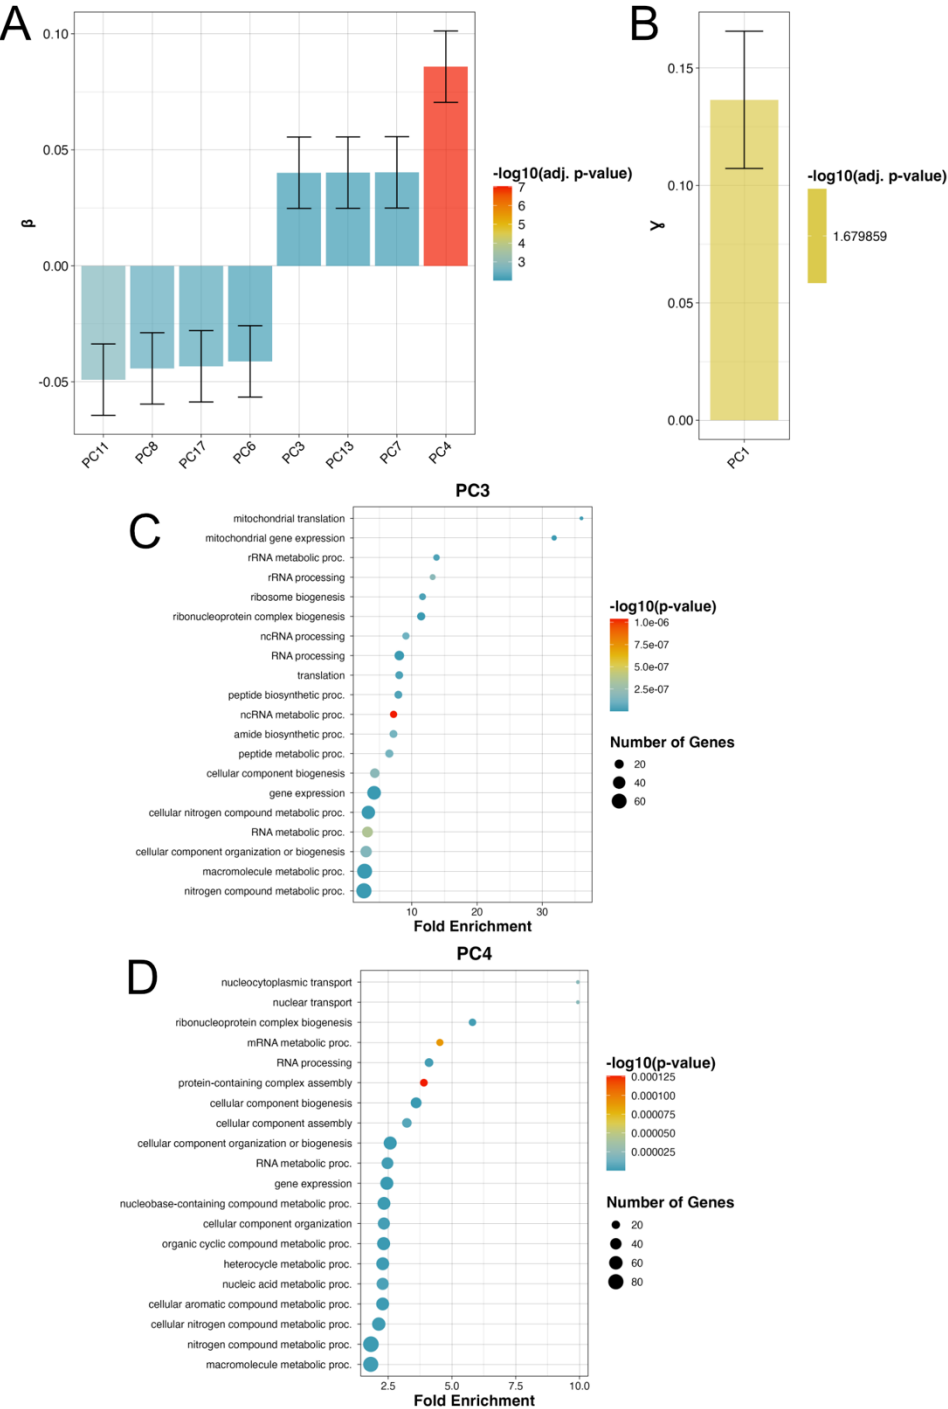 A
0.10
0.05
0.00
-0.05
β
PC11
PC8
PC17
PC6
PC3
PC13
PC7
PC4
-log10(adj. p-value)
7
6
5
4
3
B
0.15
0.10
0.05
0.00
PC1
-log10(adj. p-value)
1.679859
C
PC3
mitochondrial translation
mitochondrial gene expression
rRNA metabolic proc.
rRNA processing
ribosome biogenesis
ribonucleoprotein complex biogenesis
ncRNA processing
RNA processing
translation
peptide biosynthetic proc.
ncRNA metabolic proc.
amide biosynthetic proc.
peptide metabolic proc.
cellular component biogenesis
gene expression
cellular nitrogen compound metabolic proc.
RNA metabolic proc.
cellular component organization or biogenesis
macromolecule metabolic proc.
nitrogen compound metabolic proc.
10
20
30
Fold Enrichment
-log10(p-value)
1.0e-06
7.5e-07
5.0e-07
2.5e-07
Number of Genes
20
40
60
D
PC4
nucleocytoplasmic transport
nuclear transport
ribonucleoprotein complex biogenesis
mRNA metabolic proc.
RNA processing
protein-containing complex assembly
cellular component biogenesis
cellular component assembly
cellular component organization or biogenesis
RNA metabolic proc.
gene expression
nucleobase-containing compound metabolic proc.
cellular component organization
organic cyclic compound metabolic proc.
heterocycle metabolic proc.
nucleic acid metabolic proc.
cellular aromatic compound metabolic proc.
cellular nitrogen compound metabolic proc.
nitrogen compound metabolic proc.
macromolecule metabolic proc.
2.5
5.0
7.5
10.0
Fold Enrichment
-log10(p-value)
0.000125
0.000100
0.000075
0.000050
0.000025
Number of Genes
20
40
60
80